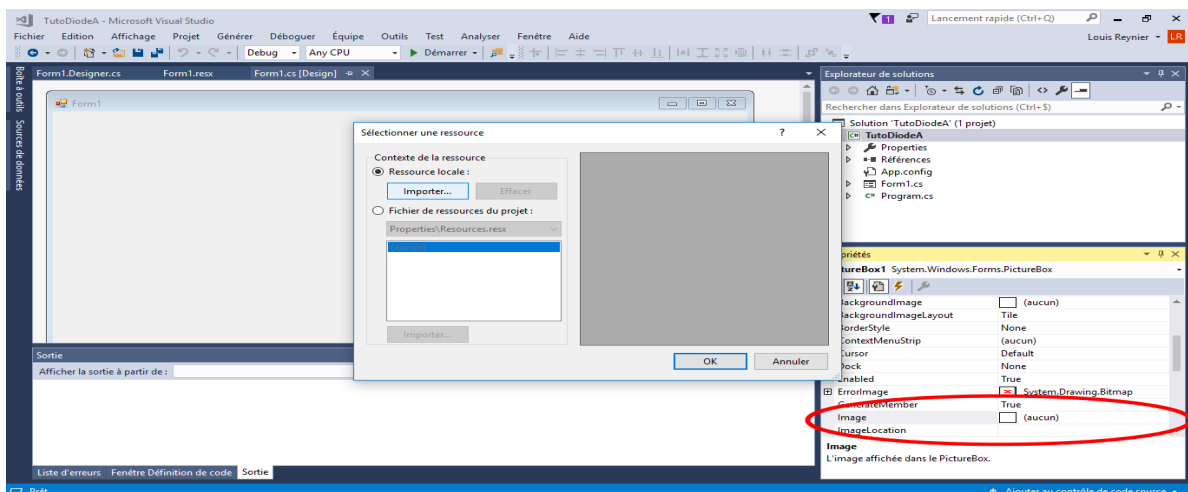 TutoDiodeA - Microsoft Visual Studio
1
Lancement rapide (Ctrl+Q)
Fichier Edition Affichage Projet Générer Déboguer Équipe Outils Test Analyser Fenêtre Aide
Louis Reynier LR
Debug Any CPU Démarrer
Boîte à outils
Sources de données
Form1.Designer.cs Form1.resx Form1.cs [Design]
Form1
Sélectionner une ressource ?
Contexte de la ressource
Ressource locale :
Importer... Effacer
Fichier de ressources du projet :
Properties\Resources.resx
Importer...
OK Annuler
Sortie
Afficher la sortie à partir de :
Liste d'erreurs Fenêtre Définition de code Sortie
Explorateur de solutions
Rechercher dans Explorateur de solutions (Ctrl+$)
Solution 'TutoDiodeA' (1 projet)
C# TutoDiodeA
Properties
Références
App.config
Form1.cs
C# Program.cs
priétés
tureBox1 System.Windows.Forms.PictureBox
BackgroundImage (aucun)
BackgroundImageLayout Tile
BorderStyle None
ContextMenuStrip (aucun)
Cursor Default
Dock None
Enabled True
ErrorImage System.Drawing.Bitmap
GenerateMember True
Image (aucun)
ImageLocation
Image
L'image affichée dans le PictureBox.
Prêt
Ajouter au contrôle de code source